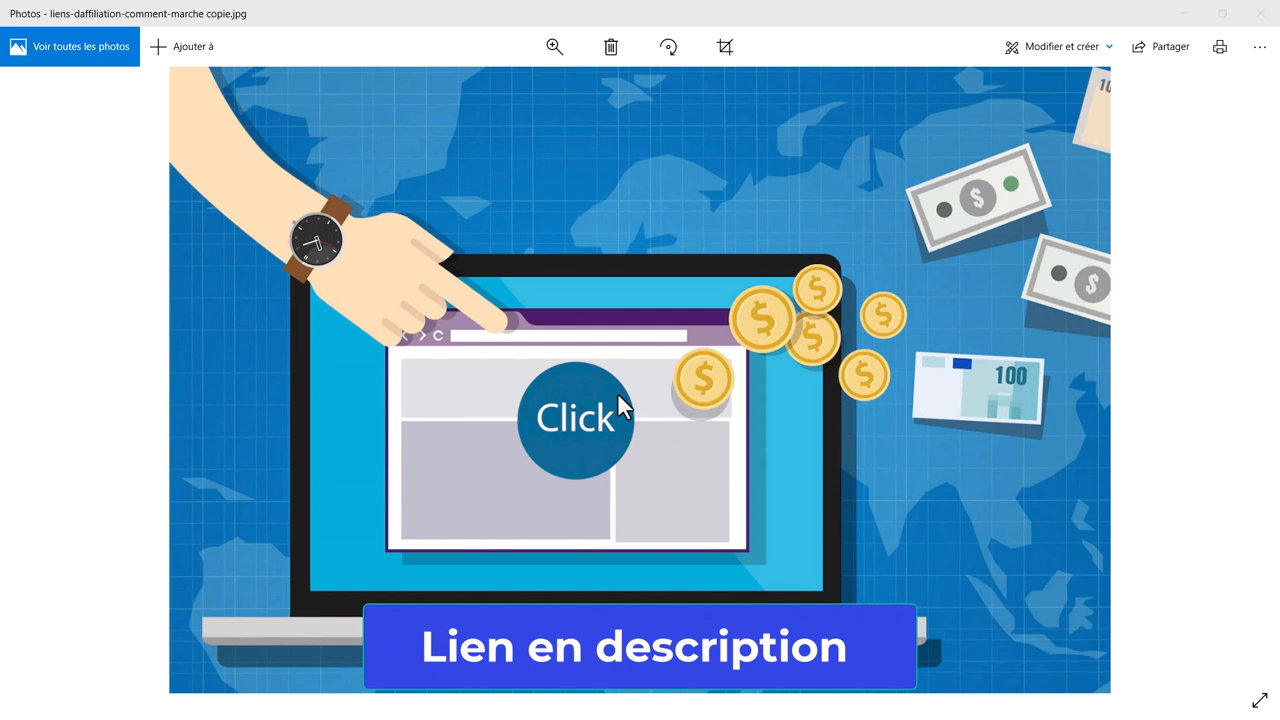 Photos - liens-daffiliation-comment-marche copie.jpg
Voir toutes les photos
Ajouter à
Modifier et créer
Partager
10
$
$
$
$
$
$
$
$
C
100
Click
Lien en description